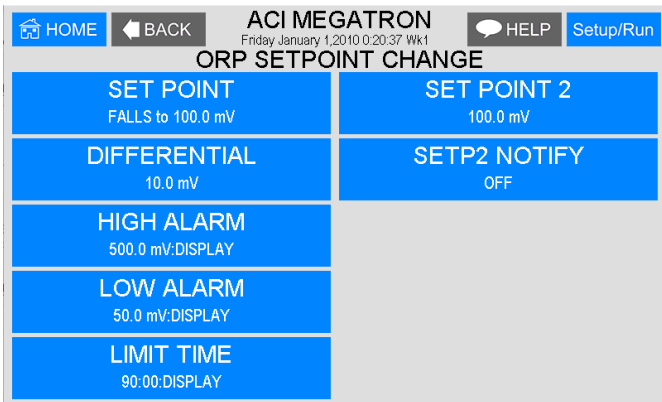 HOME
BACK
ACI MEGATRON
Friday January 1,2010 0:20:37 Wk1
HELP
Setup/Run
ORP SETPOINT CHANGE
SET POINT
FALLS to 100.0 mV
SET POINT 2
100.0 mV
DIFFERENTIAL
10.0 mV
SETP2 NOTIFY
OFF
HIGH ALARM
500.0 mV:DISPLAY
LOW ALARM
50.0 mV:DISPLAY
LIMIT TIME
90:00:DISPLAY